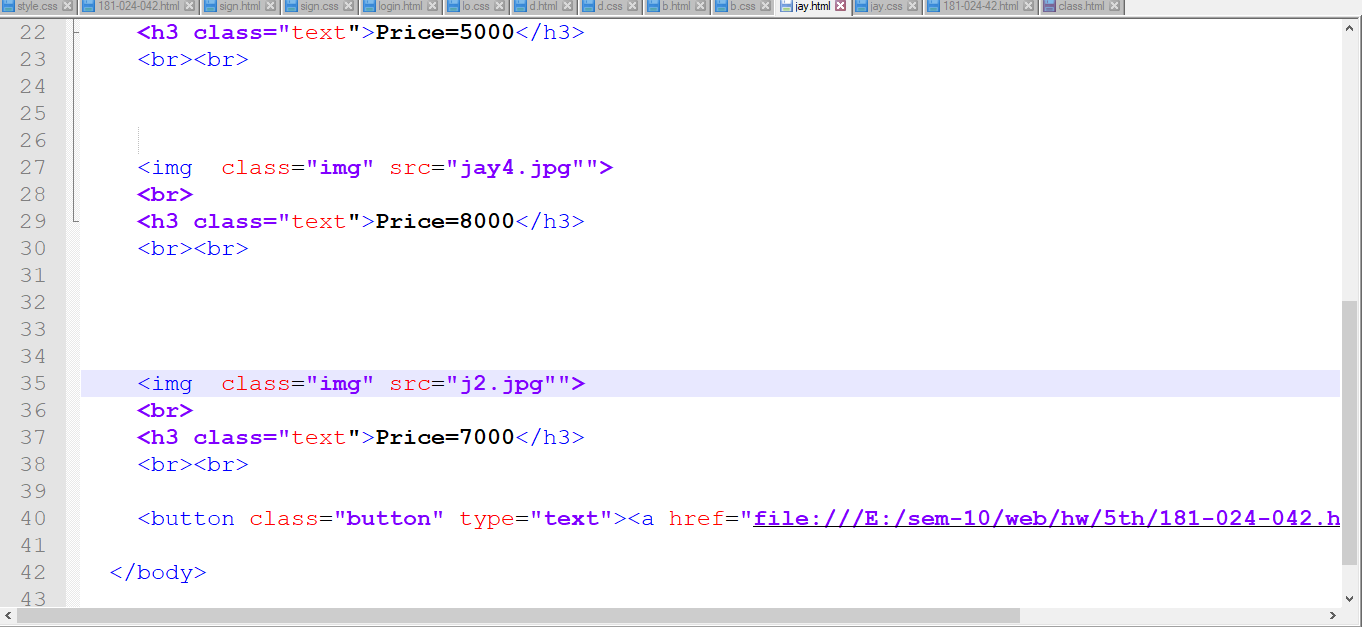 style.css 181-024-042.html sign.html sign.css login.html lo.css d.html d.css b.html b.css jay.html jay.css 181-024-42.html class.html
22 <h3 class="text">Price=5000</h3>
23 <br><br>
24
25
26
27 <img  class="img" src="jay4.jpg"">
28 <br>
29 <h3 class="text">Price=8000</h3>
30 <br><br>
31
32
33
34
35 <img  class="img" src="j2.jpg"">
36 <br>
37 <h3 class="text">Price=7000</h3>
38 <br><br>
39
40 <button class="button" type="text"><a href="file:///E:/sem-10/web/hw/5th/181-024-042.h
41
42 </body>
43